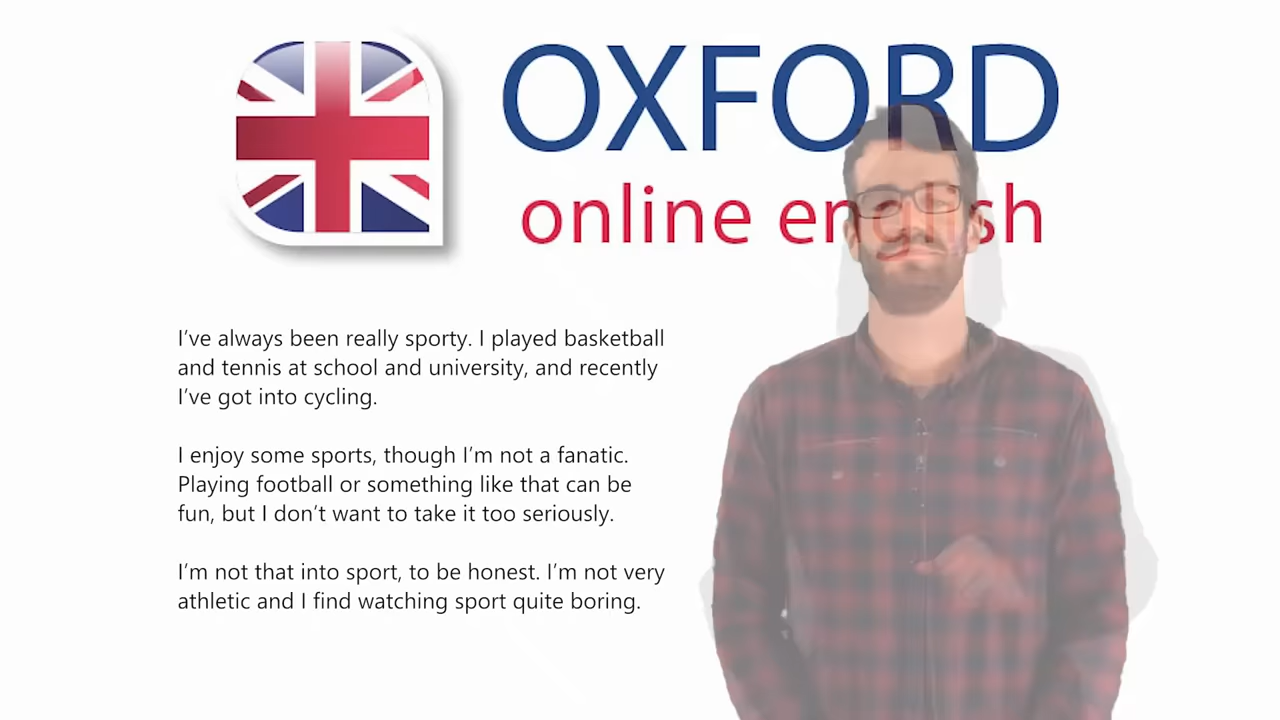 OXFORD
online english
I’ve always been really sporty. I played basketball
and tennis at school and university, and recently
I’ve got into cycling.
I enjoy some sports, though I’m not a fanatic.
Playing football or something like that can be
fun, but I don’t want to take it too seriously.
I’m not that into sport, to be honest. I’m not very
athletic and I find watching sport quite boring.